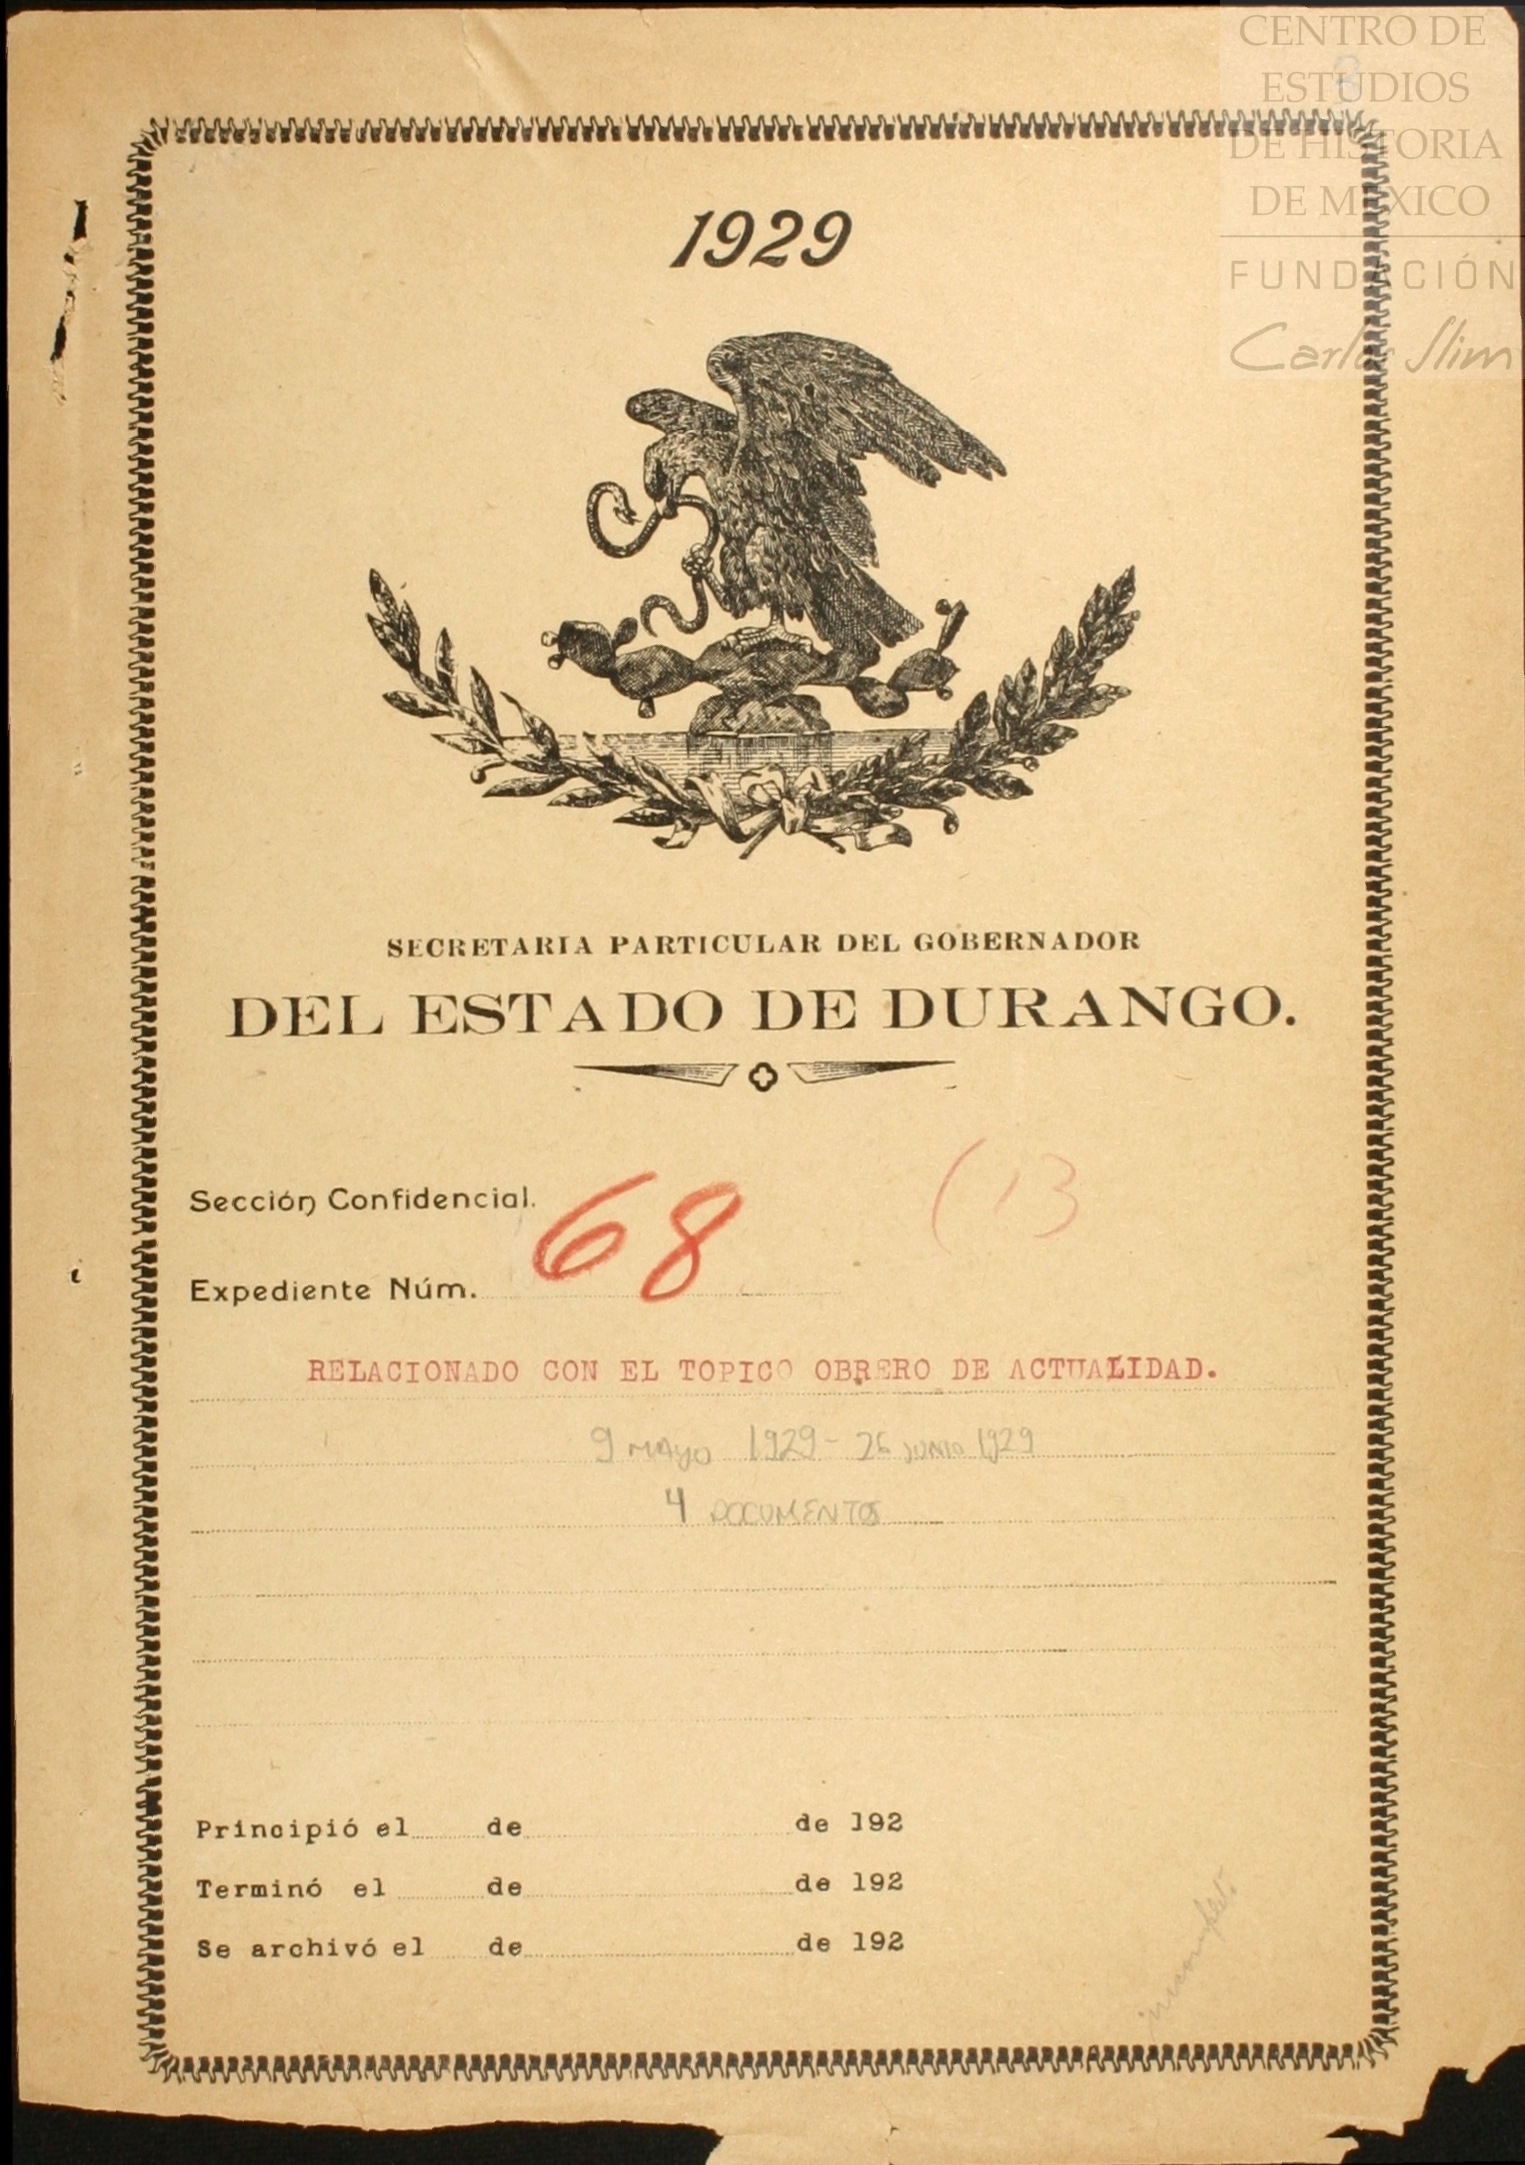 CENTRO DE
ESTUDIOS
DE HISTORIA
DE MEXICO
FUNDACIÓN
Carlos Slim
1929
SECRETARIA PARTICULAR DEL GOBERNADOR
DEL ESTADO DE DURANGO.
Sección Confidencial.
(13
Expediente Núm. 68
RELACIONADO CON EL TOPICO OBRERO DE ACTUALIDAD.
9 MAYO 1929 - 26 JUNIO 1929
4 DOCUMENTOS
Principió el de de 192
Terminó el de de 192
Se archivó el de de 192